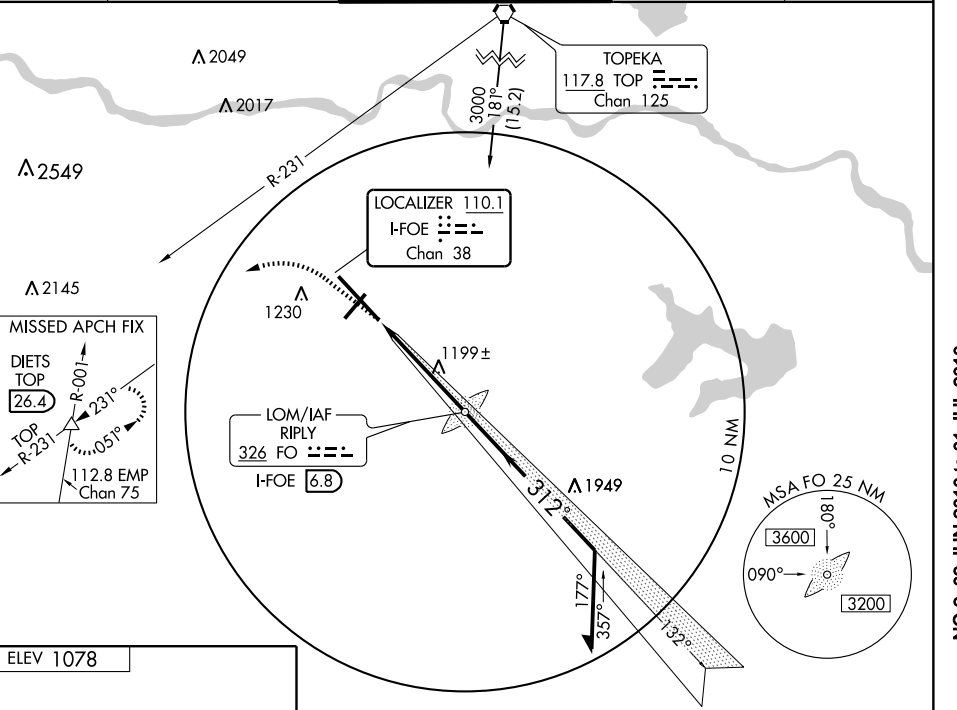 2049
2017
2549
2145
R-231
3000
181°
(15.2)
TOPEKA
117.8 TOP
Chan 125
LOCALIZER 110.1
I-FOE
Chan 38
1230
1199±
LOM/IAF
RIPLY
326 FO
I-FOE 6.8
1949
312°
177°
357°
132°
10 NM
MISSED APCH FIX
DIETS
TOP
26.4
R-001
231°
051°
TOP
R-231
112.8 EMP
Chan 75
MSA FO 25 NM
180°
3600
090°
3200
ELEV 1078